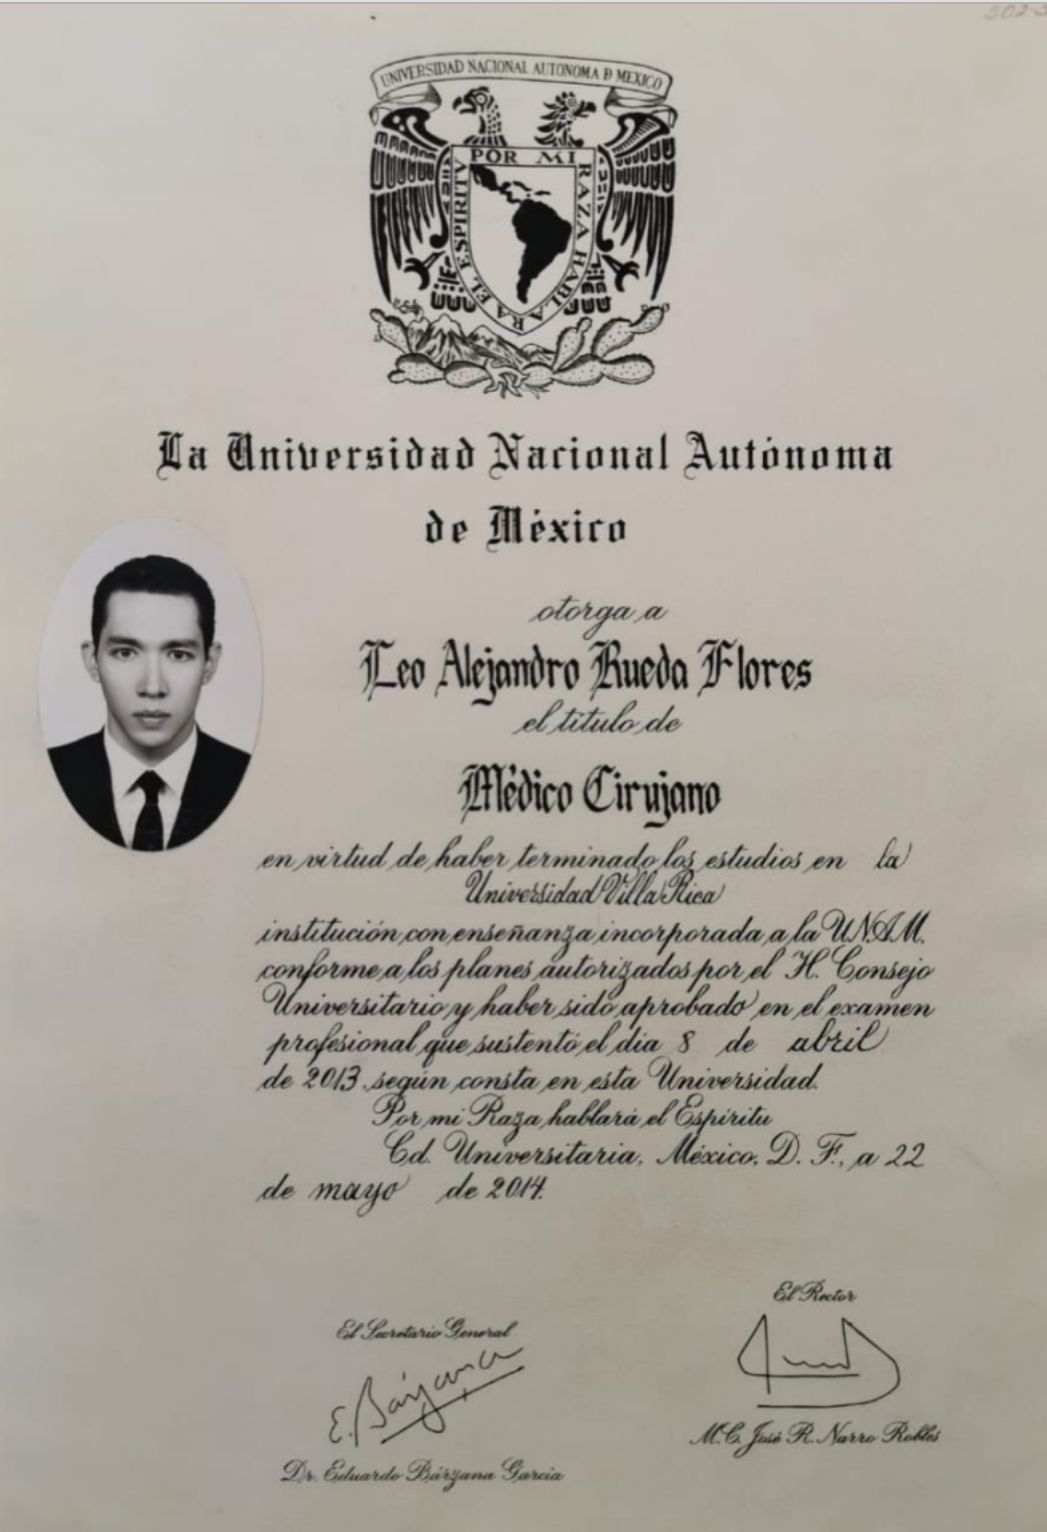 302-3
UNIVERSIDAD NACIONAL AUTONOMA D MEXICO
POR MI RAZA HABLARA EL ESPIRITV
La Universidad Nacional Autónoma
de México
otorga a
Leo Alejandro Rueda Flores
el título de
Médico Cirujano
en virtud de haber terminado los estudios en la
Universidad Villa Rica
institución con enseñanza incorporada a la U.N.A.M.
conforme a los planes autorizados por el H. Consejo
Universitario y haber sido aprobado en el examen
profesional que sustentó el día 8 de abril
de 2013, según consta en esta Universidad.
Por mi Raza hablará el Espíritu
Cd. Universitaria, México, D. F., a 22
de mayo de 2014.
El Rector
El Secretario General
E. Bárzana
M.C. José R. Narro Robles
Dr. Eduardo Bárzana García